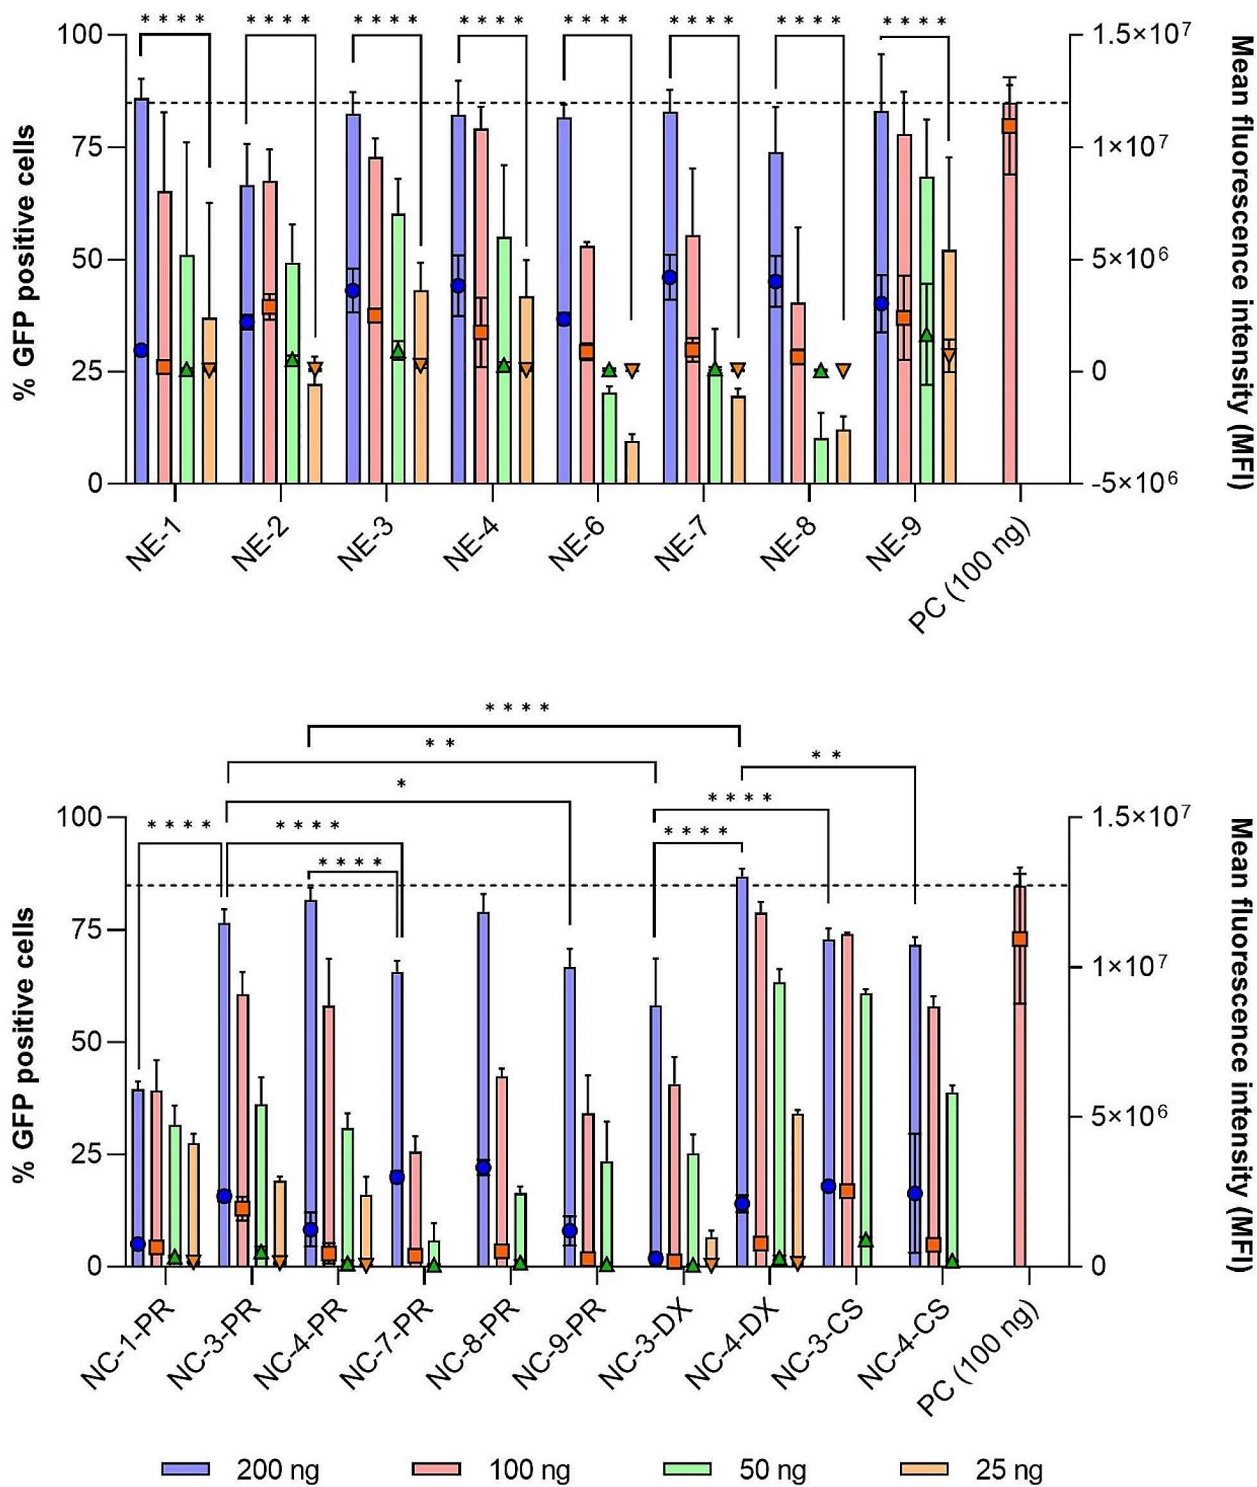 **** **** **** **** **** **** **** ****
100 1.5×10⁷
75 1×10⁷
50 5×10⁶
25 0
0 -5×10⁶
% GFP positive cells
Mean fluorescence intensity (MFI)
NE-1 NE-2 NE-3 NE-4 NE-6 NE-7 NE-8 NE-9 PC (100 ng)
****
**
**
*
****
**** ****
****
****
100 1.5×10⁷
75
1×10⁷
50
5×10⁶
25
0 0
% GFP positive cells
Mean fluorescence intensity (MFI)
NC-1-PR NC-3-PR NC-4-PR NC-7-PR NC-8-PR NC-9-PR NC-3-DX NC-4-DX NC-3-CS NC-4-CS PC (100 ng)
200 ng 100 ng 50 ng 25 ng